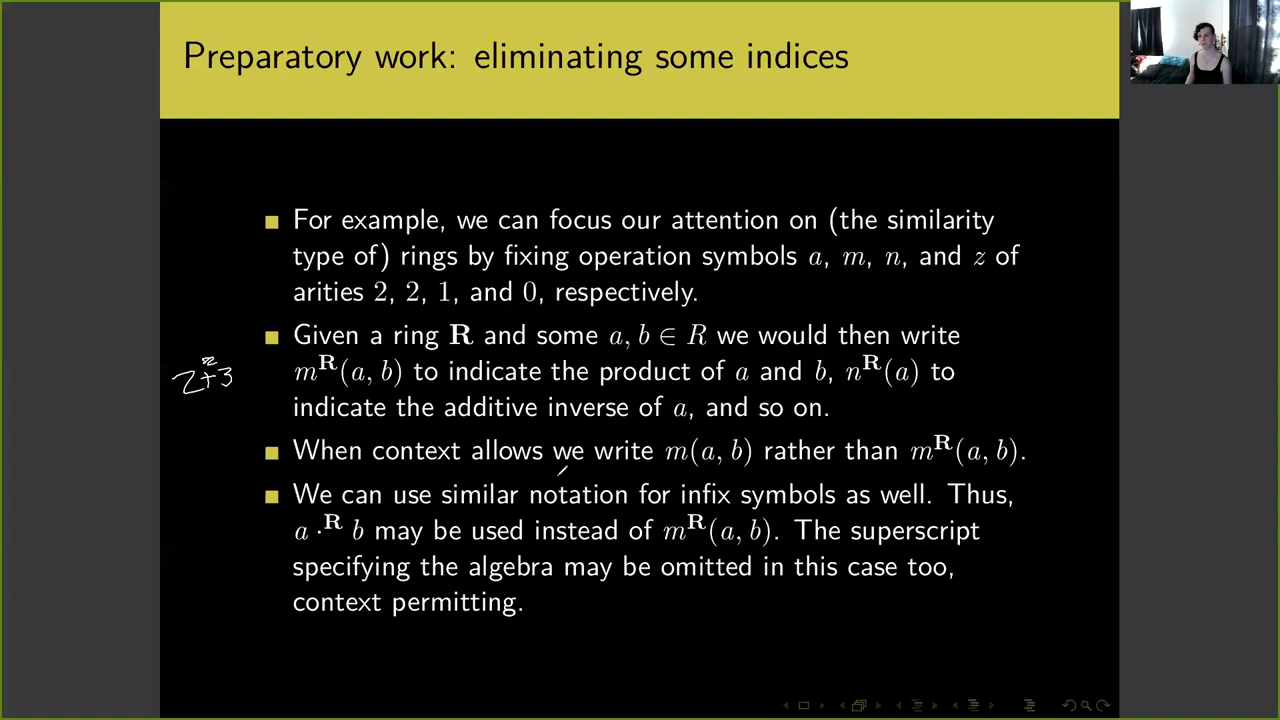 Preparatory work: eliminating some indices
■ For example, we can focus our attention on (the similarity
type of) rings by fixing operation symbols a, m, n, and z of
arities 2, 2, 1, and 0, respectively.
■ Given a ring R and some a, b ∈ R we would then write
m^R(a, b) to indicate the product of a and b, n^R(a) to
indicate the additive inverse of a, and so on.
2+^ℤ3
■ When context allows we write m(a, b) rather than m^R(a, b).
■ We can use similar notation for infix symbols as well. Thus,
a ·^R b may be used instead of m^R(a, b). The superscript
specifying the algebra may be omitted in this case too,
context permitting.